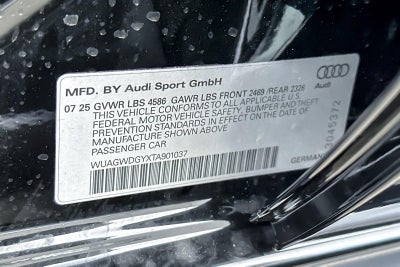 MFD. BY Audi Sport GmbH
Audi
07 25 GVWR LBS 4586 GAWR LBS FRONT 2469 /REAR 2326
THIS VEHICLE CONFORMS TO ALL APPLICABLE U.S.
FEDERAL MOTOR VEHICLE SAFETY, BUMPER AND THEFT
PREVENTION STANDARDS IN EFFECT ON THE DATE OF
MANUFACTURE SHOWN ABOVE.
PASSENGER CAR
WUAGWDGYXTA901037
GERMANY
3045372